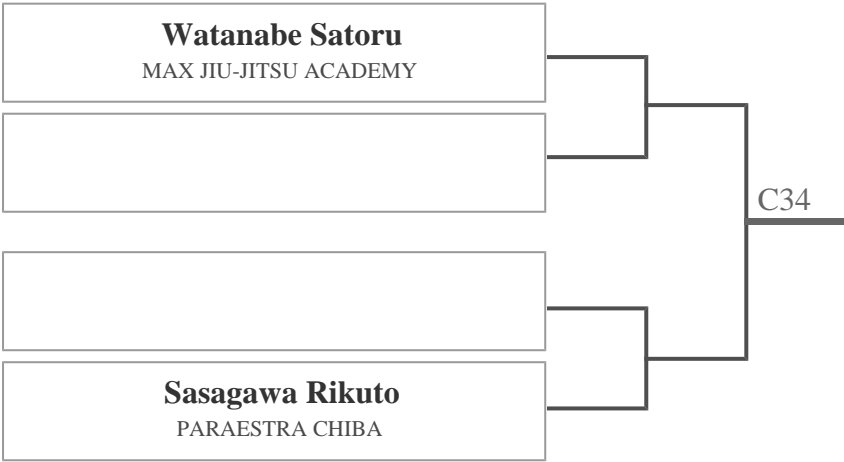 Watanabe Satoru
MAX JIU-JITSU ACADEMY
C34
Sasagawa Rikuto
PARAESTRA CHIBA